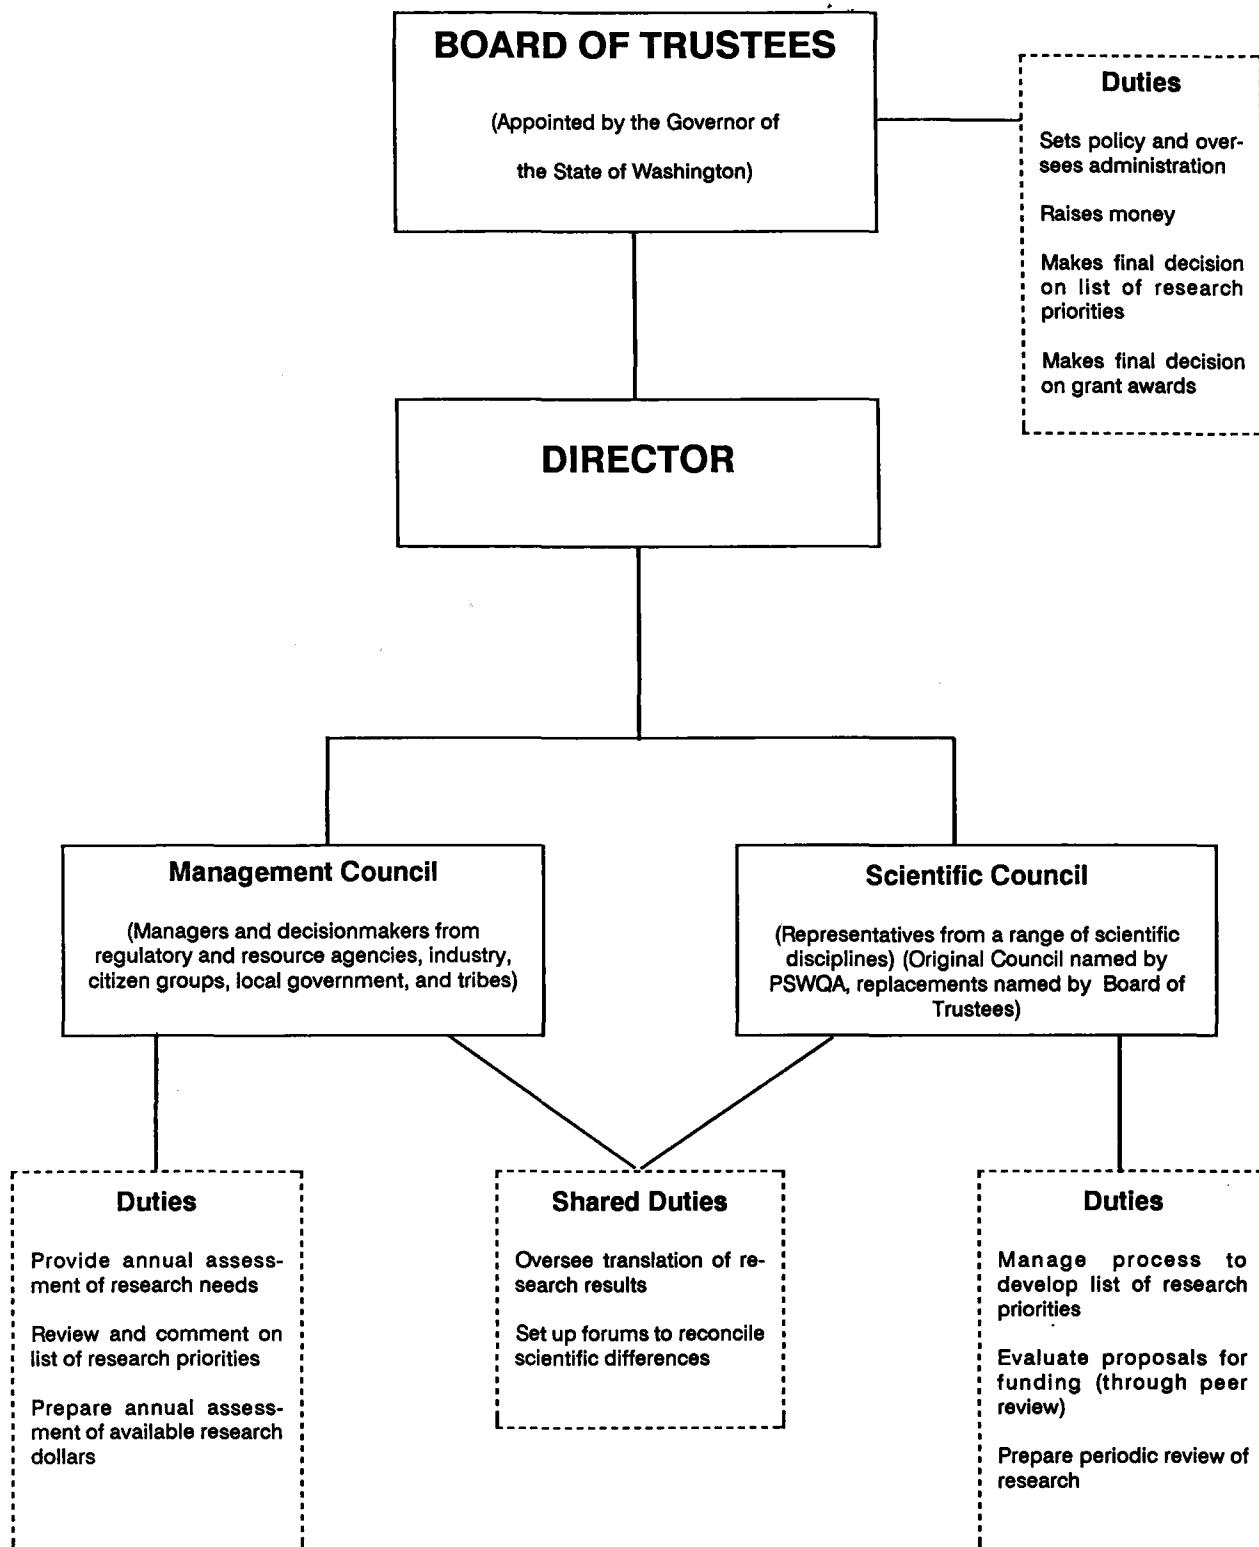 BOARD OF TRUSTEES
(Appointed by the Governor of
the State of Washington)
Duties
Sets policy and over-
sees administration
Raises money
Makes final decision
on list of research
priorities
Makes final decision
on grant awards
DIRECTOR
Management Council
(Managers and decisionmakers from
regulatory and resource agencies, industry,
citizen groups, local government, and tribes)
Scientific Council
(Representatives from a range of scientific
disciplines) (Original Council named by
PSWQA, replacements named by Board of
Trustees)
Duties
Provide annual assess-
ment of research needs
Review and comment on
list of research priorities
Prepare annual assess-
ment of available research
dollars
Shared Duties
Oversee translation of re-
search results
Set up forums to reconcile
scientific differences
Duties
Manage process to
develop list of research
priorities
Evaluate proposals for
funding (through peer
review)
Prepare periodic review of
research